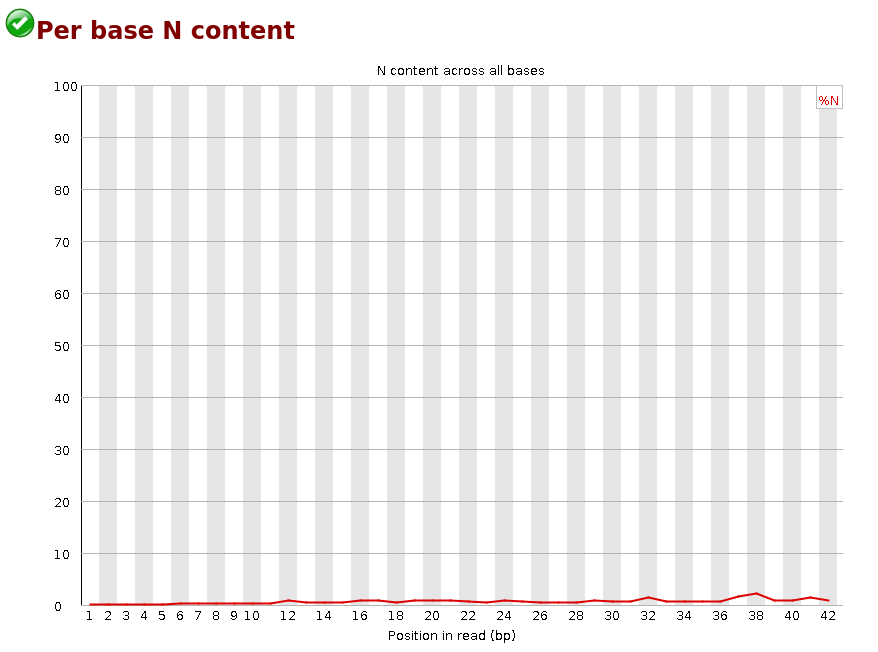 Per base N content
N content across all bases
%N
100
90
80
70
60
50
40
30
20
10
0
1 2 3 4 5 6 7 8 9 10 12 14 16 18 20 22 24 26 28 30 32 34 36 38 40 42
Position in read (bp)